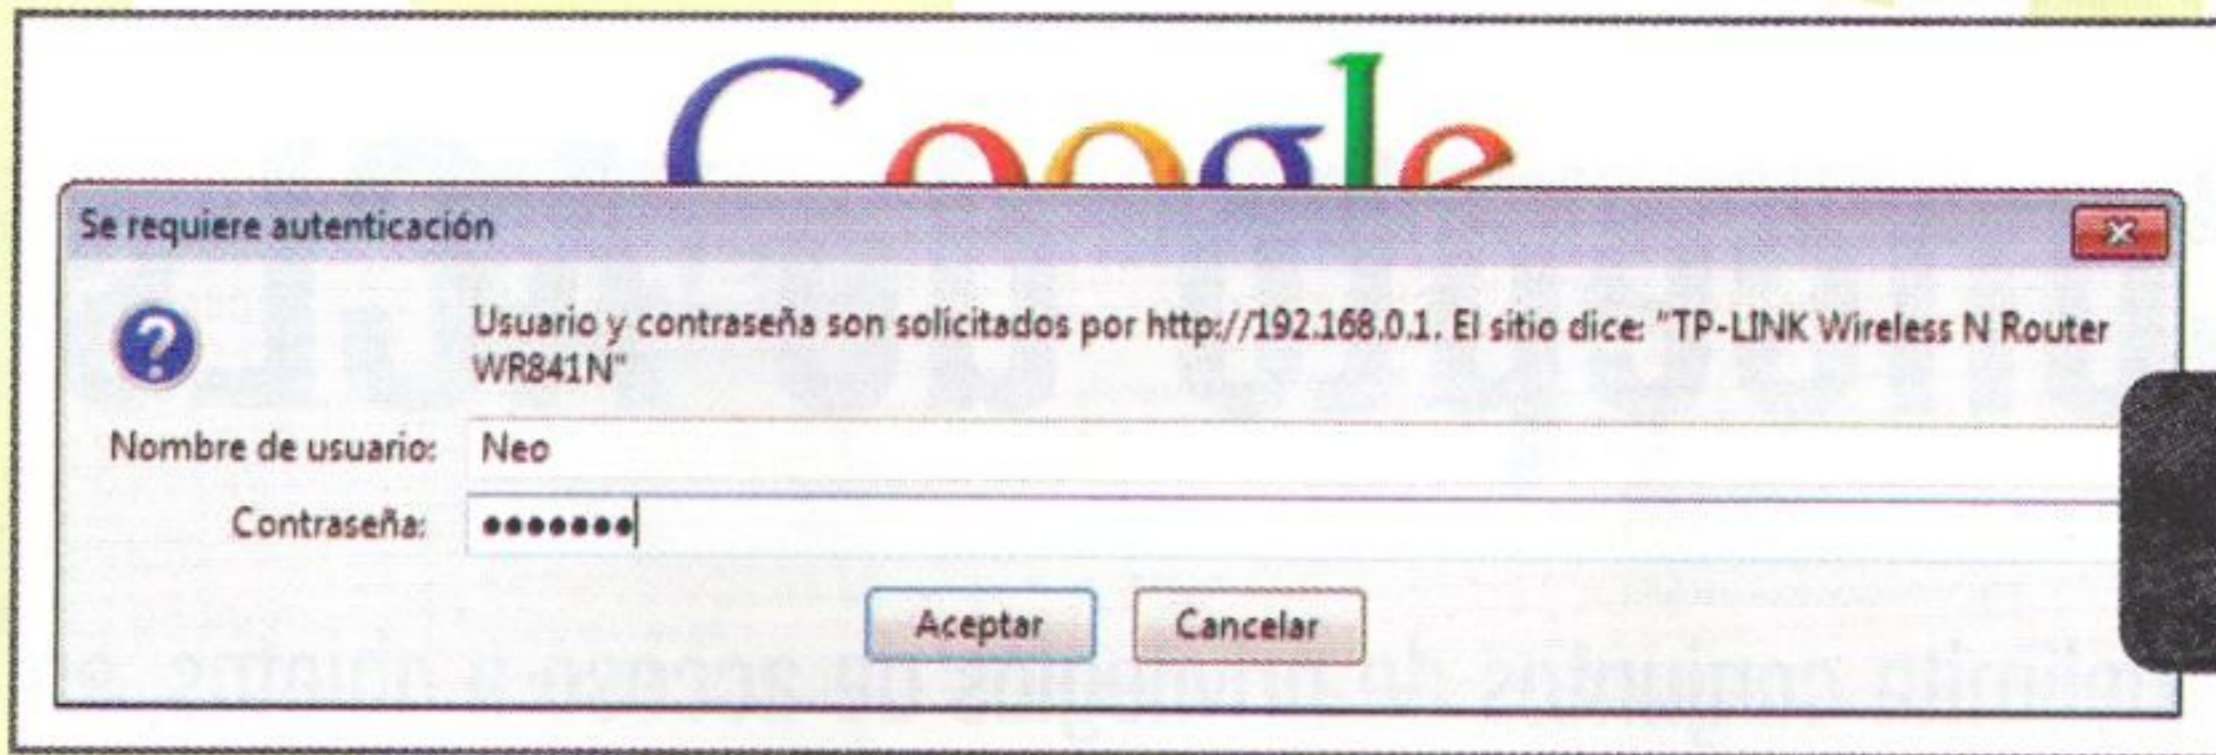 Google
Se requiere autenticación
Usuario y contraseña son solicitados por http://192.168.0.1. El sitio dice: "TP-LINK Wireless N Router
WR841N"
Nombre de usuario: Neo
Contraseña: •••••••
Aceptar Cancelar